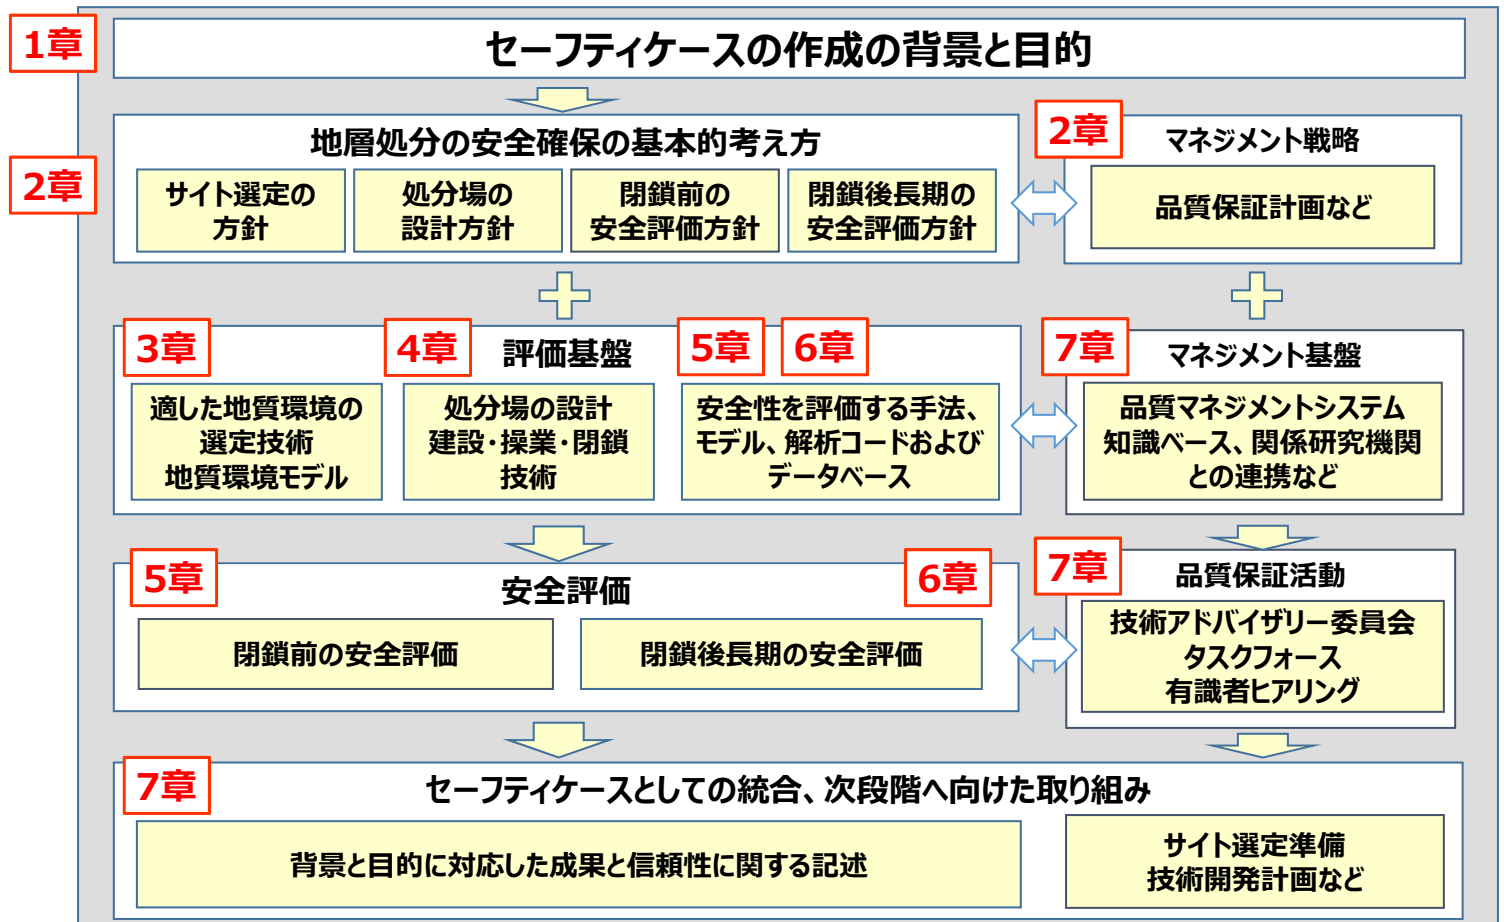 1章
セーフティケースの作成の背景と目的
2章
地層処分の安全確保の基本的考え方
サイト選定の
方針
処分場の
設計方針
閉鎖前の
安全評価方針
閉鎖後長期の
安全評価方針
2章
マネジメント戦略
品質保証計画など
3章
4章
評価基盤
5章
6章
適した地質環境の
選定技術
地質環境モデル
処分場の設計
建設・操業・閉鎖
技術
安全性を評価する手法、
モデル、解析コードおよび
データベース
7章
マネジメント基盤
品質マネジメントシステム
知識ベース、関係研究機関
との連携など
5章
安全評価
6章
閉鎖前の安全評価
閉鎖後長期の安全評価
7章
品質保証活動
技術アドバイザリー委員会
タスクフォース
有識者ヒアリング
7章
セーフティケースとしての統合、次段階へ向けた取り組み
背景と目的に対応した成果と信頼性に関する記述
サイト選定準備
技術開発計画など